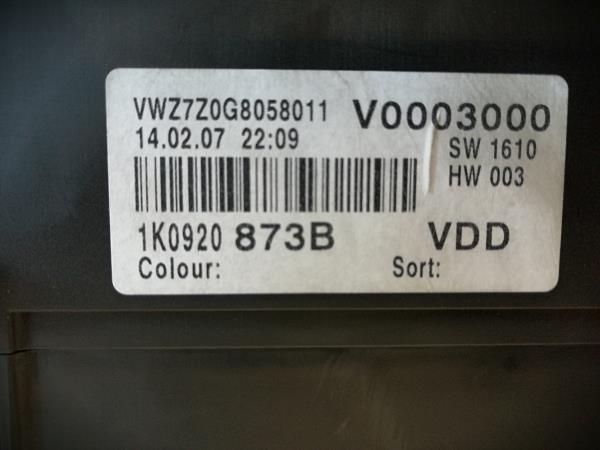 VWZ7Z0G8058011 V0003000
14.02.07 22:09 SW 1610
HW 003
1K0920 873B VDD
Colour: Sort: